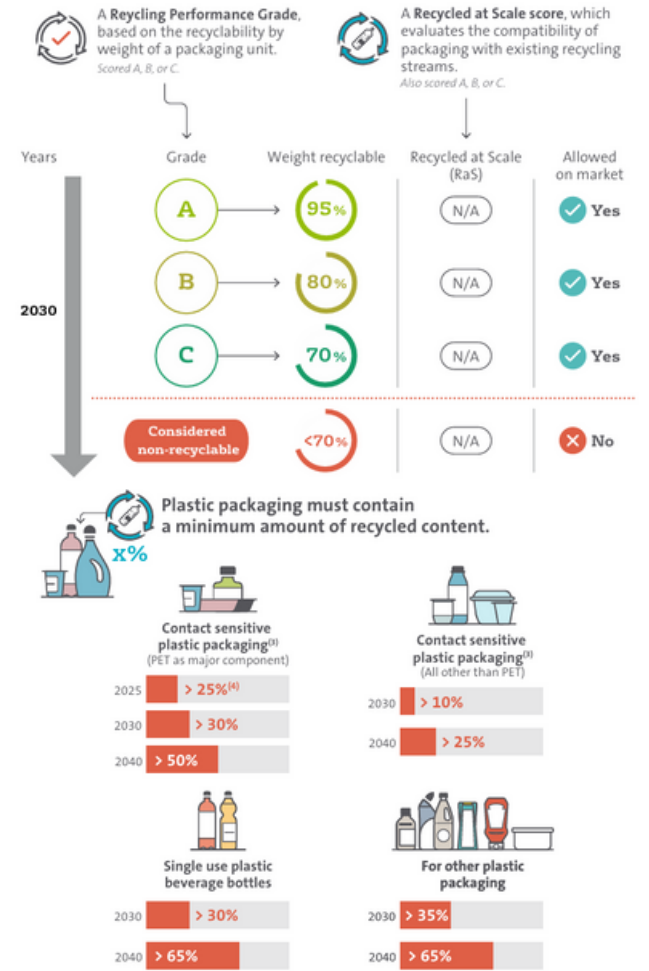 A Reycling Performance Grade,
based on the recyclability by
weight of a packaging unit.
Scored A, B, or C.
A Recycled at Scale score, which
evaluates the compatibility of
packaging with existing recycling
streams.
Also scored A, B, or C.
Years
Grade
Weight recyclable
Recycled at Scale
(RaS)
Allowed
on market
A
95%
N/A
Yes
B
80%
N/A
Yes
2030
C
70%
N/A
Yes
Considered
non-recyclable
<70%
N/A
No
Plastic packaging must contain
a minimum amount of recycled content.
x%
Contact sensitive
plastic packaging(3)
(PET as major component)
2025 > 25%(4)
2030 > 30%
2040 > 50%
Contact sensitive
plastic packaging(3)
(All other than PET)
2030 > 10%
2040 > 25%
Single use plastic
beverage bottles
2030 > 30%
2040 > 65%
For other plastic
packaging
2030 > 35%
2040 > 65%